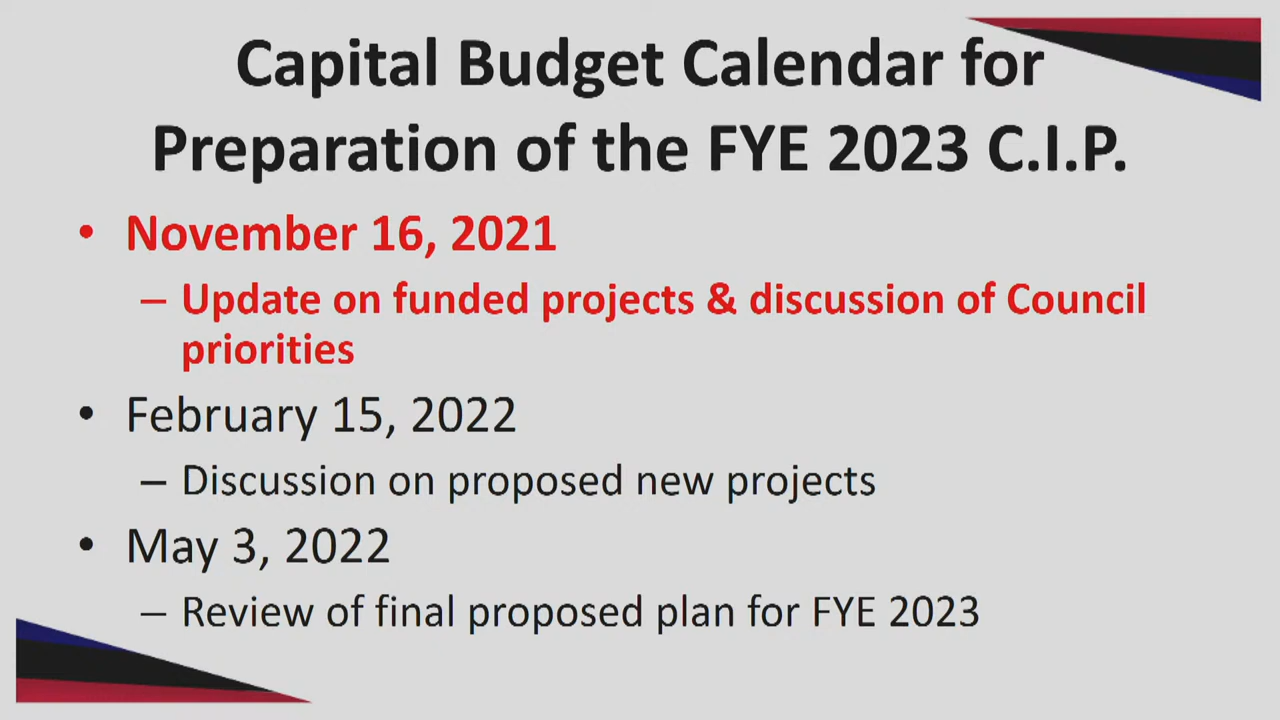 Capital Budget Calendar for
Preparation of the FYE 2023 C.I.P.
• November 16, 2021
– Update on funded projects & discussion of Council
priorities
• February 15, 2022
– Discussion on proposed new projects
• May 3, 2022
– Review of final proposed plan for FYE 2023